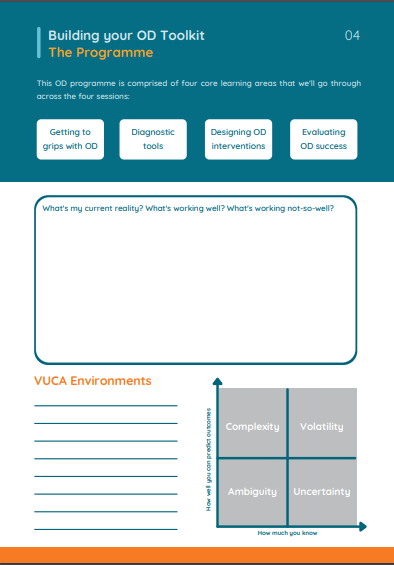 Building your OD Toolkit
04
The Programme
This OD programme is comprised of four core learning areas that we'll go through
across the four sessions:
Getting to
grips with OD
Diagnostic
tools
Designing OD
interventions
Evaluating
OD success
What's my current reality? What's working well? What's working not-so-well?
VUCA Environments
How well you can predict outcomes
Complexity
Volatility
Ambiguity
Uncertainty
How much you know